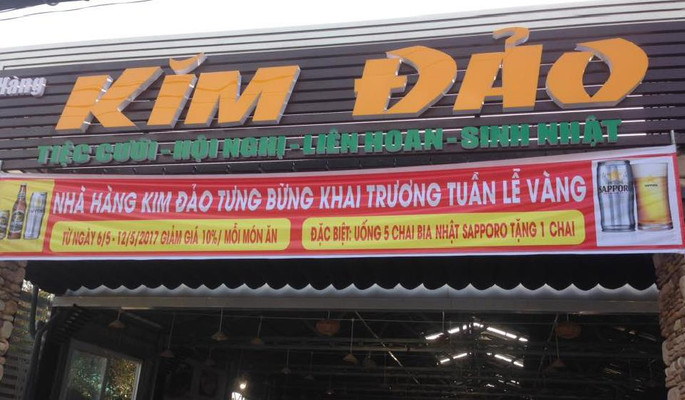 Hàng
KIM ĐẢO
TIỆC CƯỚI - HỘI NGHỊ - LIÊN HOAN - SINH NHẬT
NHÀ HÀNG KIM ĐẢO TƯNG BỪNG KHAI TRƯƠNG TUẦN LỄ VÀNG
TỪ NGÀY 6/5 - 12/5/2017 GIẢM GIÁ 10%/ MỖI MÓN ĂN
ĐẶC BIỆT: UỐNG 5 CHAI BIA NHẬT SAPPORO TẶNG 1 CHAI
SAPPORO